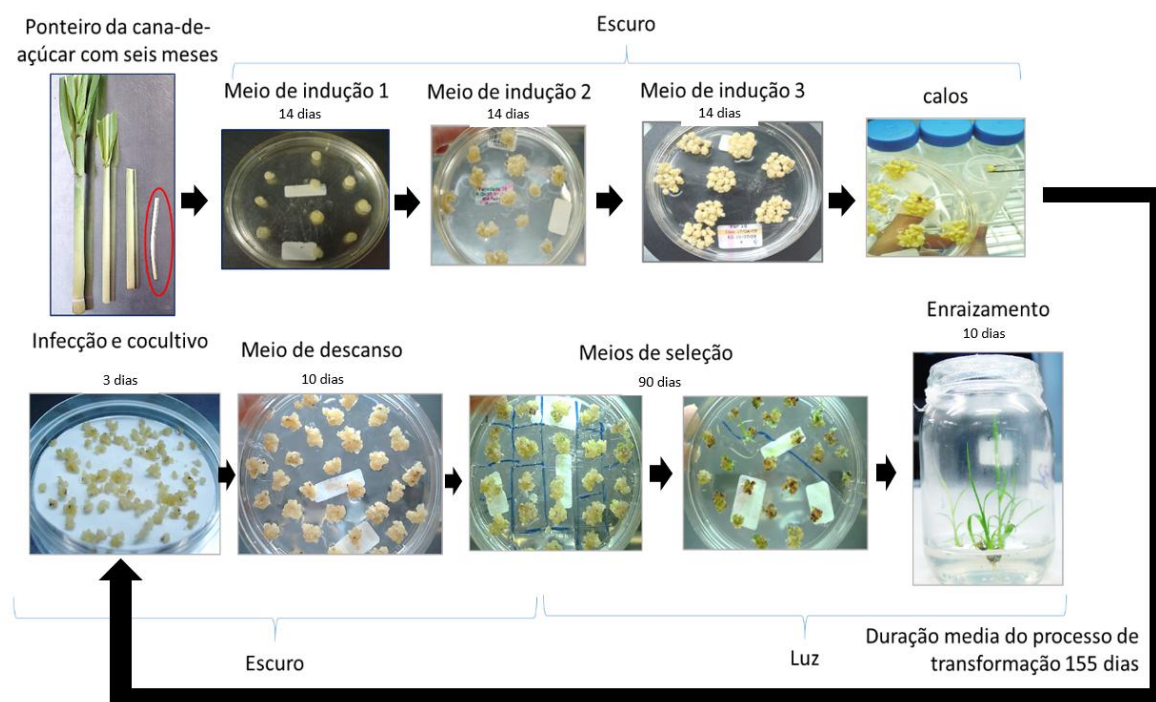 Ponteiro da cana-de-
açúcar com seis meses
Escuro
Meio de indução 1
14 dias
Meio de indução 2
14 dias
Meio de indução 3
14 dias
calos
Infecção e cocultivo
3 dias
Meio de descanso
10 dias
Meios de seleção
90 dias
Enraizamento
10 dias
Escuro
Luz
Duração media do processo de
transformação 155 dias